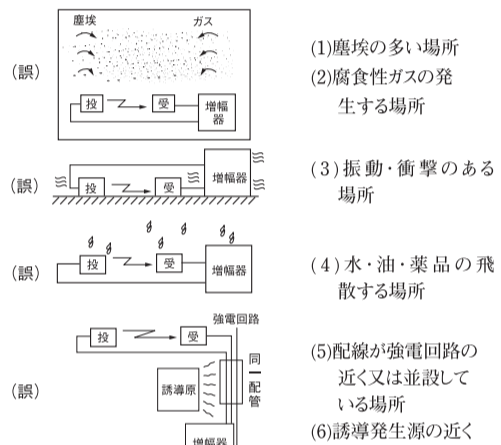 塵埃 ガス
(誤)
投 受 増幅器
(1)塵埃の多い場所
(2)腐食性ガスの発
生する場所
(誤)
投 受 増幅器
(3)振動・衝撃のある
場所
(誤)
投 受 増幅器
(4)水・油・薬品の飛
散する場所
強電回路
投 受
(誤)
誘導原
同一配管
増幅器
(5)配線が強電回路の
近く又は並設して
いる場所
(6)誘導発生源の近く